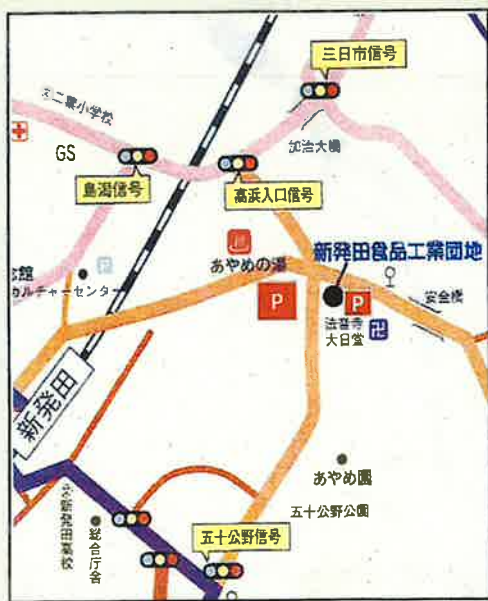 三日市信号
二葉小学校
加治大橋
GS
島潟信号
高浜入口信号
新発田食品工業団地
あやめの湯
カルチャーセンター
P
P
安全橋
法音寺
卍
大日堂
新発田
あやめ園
五十公野公園
新発田高校
総合庁舎
五十公野信号